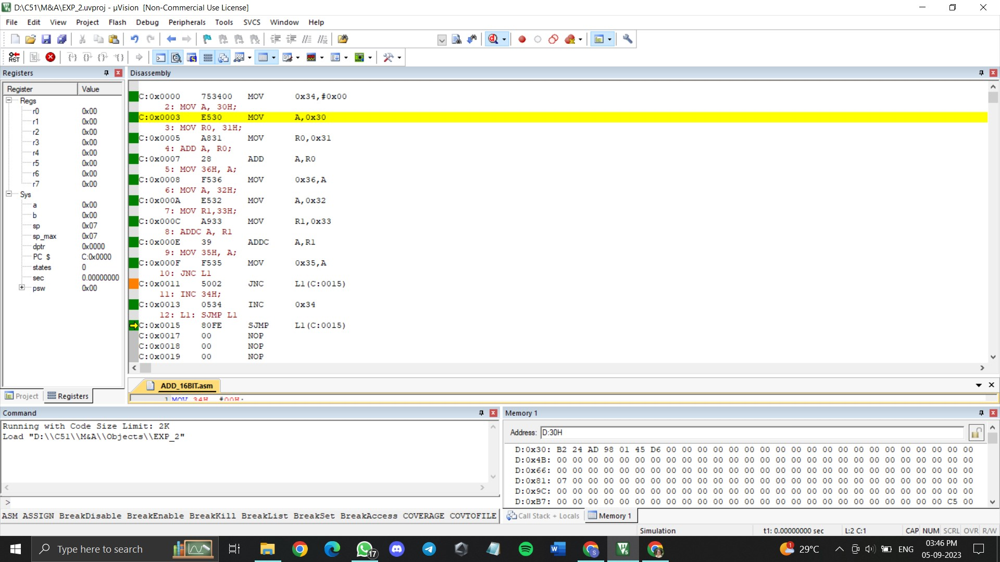 D:\C51\M&A\EXP_2.uvproj - µVision  [Non-Commercial Use License]
File Edit View Project Flash Debug Peripherals Tools SVCS Window Help
RST
Registers
Register Value
Regs
r0 0x00
r1 0x00
r2 0x00
r3 0x00
r4 0x00
r5 0x00
r6 0x00
r7 0x00
Sys
a 0x00
b 0x00
sp 0x07
sp_max 0x07
dptr 0x0000
PC $ C:0x0000
states 0
sec 0.00000000
psw 0x00
Project Registers
Disassembly
C:0x0000 753400 MOV 0x34,#0x00
2: MOV A, 30H;
C:0x0003 E530 MOV A,0x30
3: MOV R0, 31H;
C:0x0005 A831 MOV R0,0x31
4: ADD A, R0;
C:0x0007 28 ADD A,R0
5: MOV 36H, A;
C:0x0008 F536 MOV 0x36,A
6: MOV A, 32H;
C:0x000A E532 MOV A,0x32
7: MOV R1,33H;
C:0x000C A933 MOV R1,0x33
8: ADDC A, R1
C:0x000E 39 ADDC A,R1
9: MOV 35H, A;
C:0x000F F535 MOV 0x35,A
10: JNC L1
C:0x0011 5002 JNC L1(C:0015)
11: INC 34H;
C:0x0013 0534 INC 0x34
12: L1: SJMP L1
C:0x0015 80FE SJMP L1(C:0015)
C:0x0017 00 NOP
C:0x0018 00 NOP
C:0x0019 00 NOP
ADD_16BIT.asm
1 MOV 34H, #00H;
Command
Running with Code Size Limit: 2K
Load "D:\\C51\\M&A\\Objects\\EXP_2"
>
ASM ASSIGN BreakDisable BreakEnable BreakKill BreakList BreakSet BreakAccess COVERAGE COVTOFILE
Memory 1
Address: D:30H
D:0x30: B2 24 AD 98 01 45 D6 00 00 00 00 00 00 00 00 00 00 00 00 00 00 00 00 00 00 00 00
D:0x4B: 00 00 00 00 00 00 00 00 00 00 00 00 00 00 00 00 00 00 00 00 00 00 00 00 00 00 00
D:0x66: 00 00 00 00 00 00 00 00 00 00 00 00 00 00 00 00 00 00 00 00 00 00 00 00 00 00 00
D:0x81: 07 00 00 00 00 00 00 00 00 00 00 00 00 00 00 00 00 00 00 00 00 00 00 00 00 00 00
D:0x9C: 00 00 00 00 00 00 00 00 00 00 00 00 00 00 00 00 00 00 00 00 00 00 00 00 00 00 00
D:0xB7: 00 00 00 00 00 00 00 00 00 00 00 00 00 00 00 00 00 00 00 00 00 00 00 00 00 C5 00
Call Stack + Locals Memory 1
Simulation t1: 0.00000000 sec L:2 C:1 CAP NUM SCRL OVR R/W
Type here to search
17
1
29°C
ENG
03:46 PM
05-09-2023